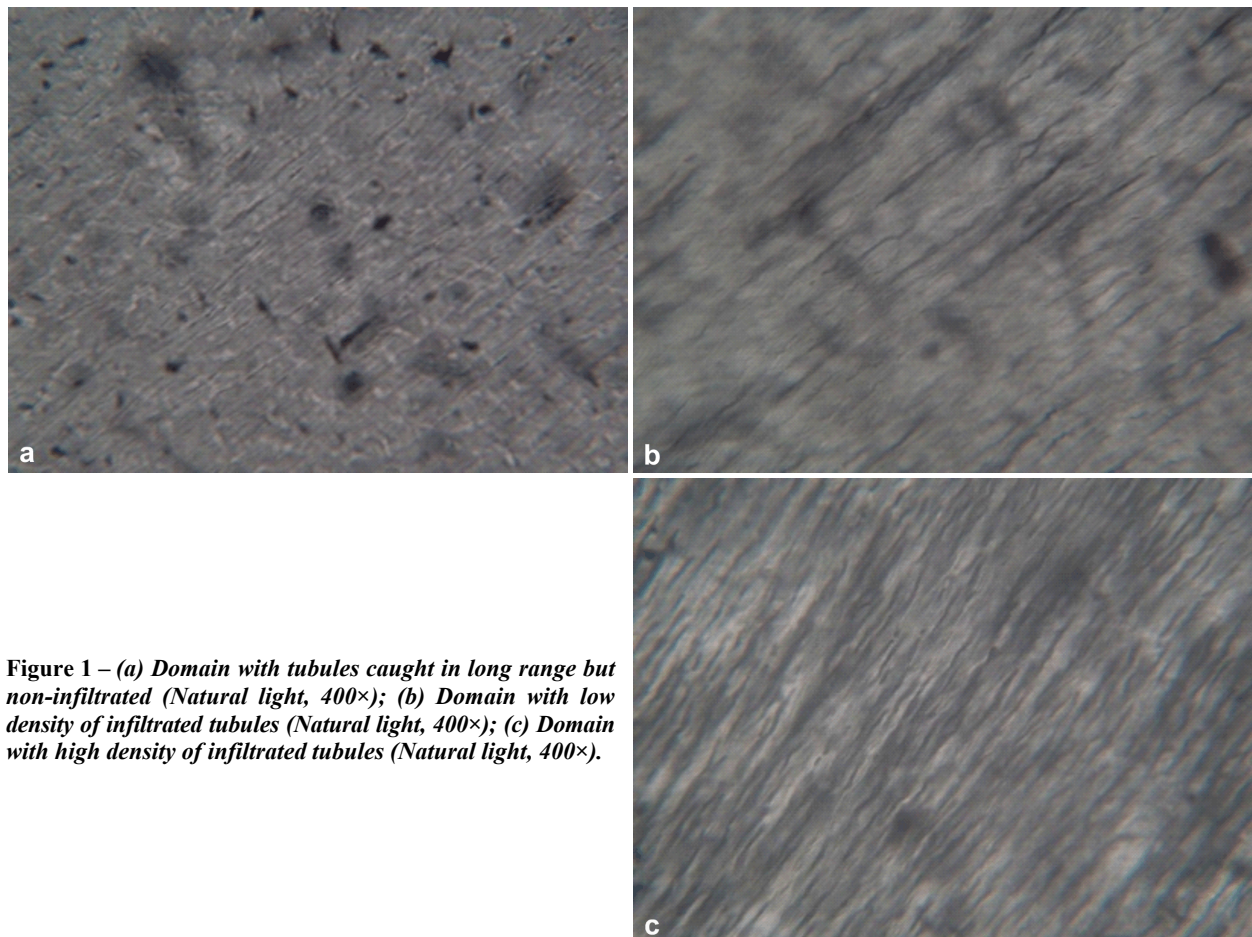 a
b
Figure 1 – (a) Domain with tubules caught in long range but
non-infiltrated (Natural light, 400×); (b) Domain with low
density of infiltrated tubules (Natural light, 400×); (c) Domain
with high density of infiltrated tubules (Natural light, 400×).
c